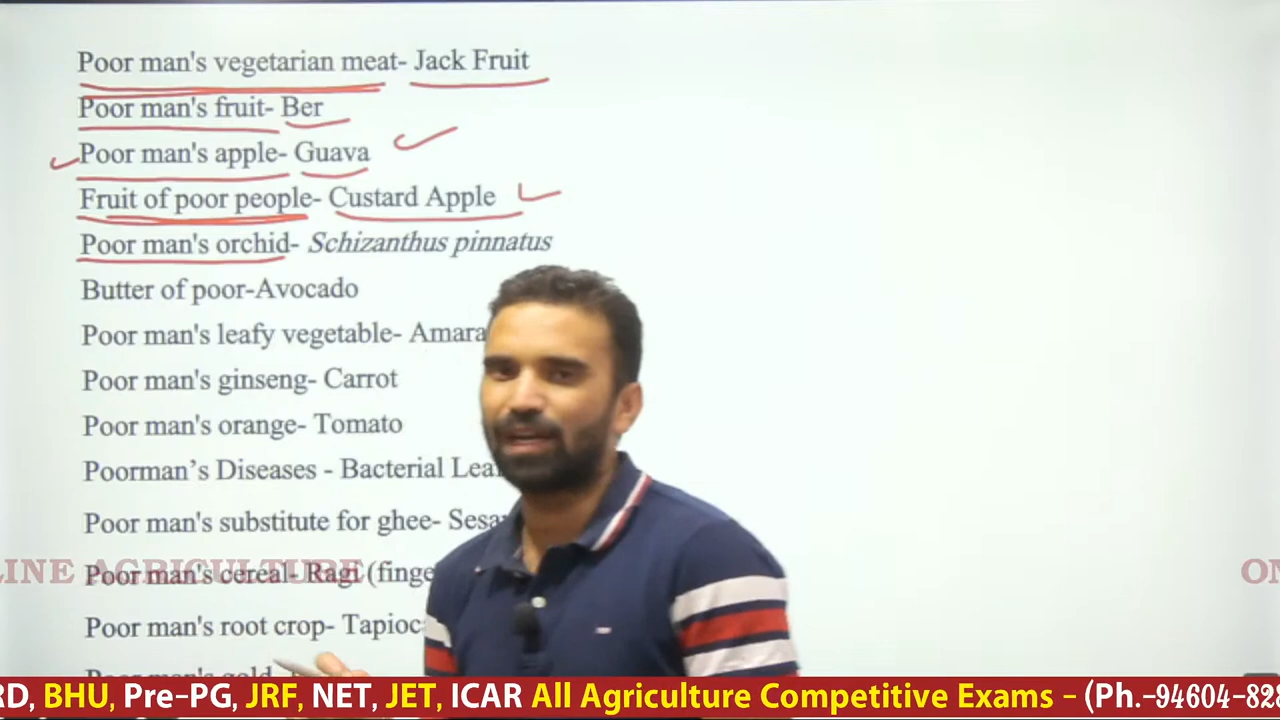 Poor man's vegetarian meat- Jack Fruit
Poor man's fruit- Ber
Poor man's apple- Guava
Fruit of poor people- Custard Apple
Poor man's orchid- Schizanthus pinnatus
Butter of poor-Avocado
Poor man's leafy vegetable- Amara
Poor man's ginseng- Carrot
Poor man's orange- Tomato
Poorman’s Diseases - Bacterial Lea
Poor man's substitute for ghee- Sesa
LINE AGRICULTURE
ON
Poor man's cereal- Ragi (finge
Poor man's root crop- Tapioc
Poor man's gold
RD, BHU, Pre-PG, JRF, NET, JET, ICAR All Agriculture Competitive Exams - (Ph.-94604-828